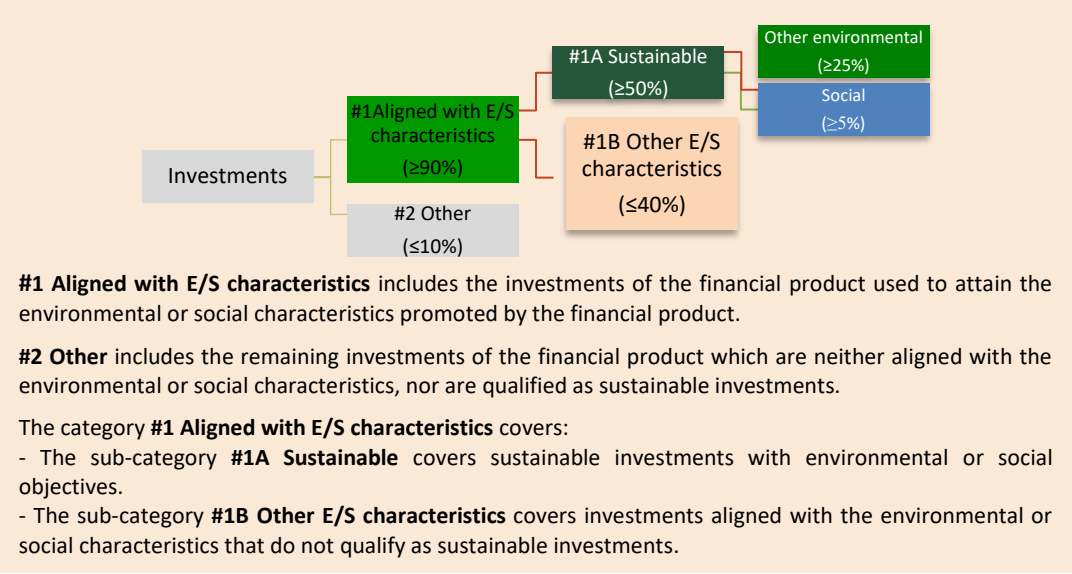 Other environmental
(≥25%)
#1A Sustainable
(≥50%)
Social
(≥5%)
#1Aligned with E/S
characteristics
(≥90%)
#1B Other E/S
characteristics
(≤40%)
Investments
#2 Other
(≤10%)
#1 Aligned with E/S characteristics includes the investments of the financial product used to attain the
environmental or social characteristics promoted by the financial product.
#2 Other includes the remaining investments of the financial product which are neither aligned with the
environmental or social characteristics, nor are qualified as sustainable investments.
The category #1 Aligned with E/S characteristics covers:
- The sub-category #1A Sustainable covers sustainable investments with environmental or social
objectives.
- The sub-category #1B Other E/S characteristics covers investments aligned with the environmental or
social characteristics that do not qualify as sustainable investments.